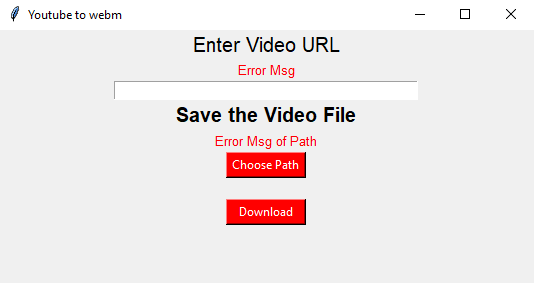 Youtube to webm
Enter Video URL
Error Msg
Save the Video File
Error Msg of Path
Choose Path
Download